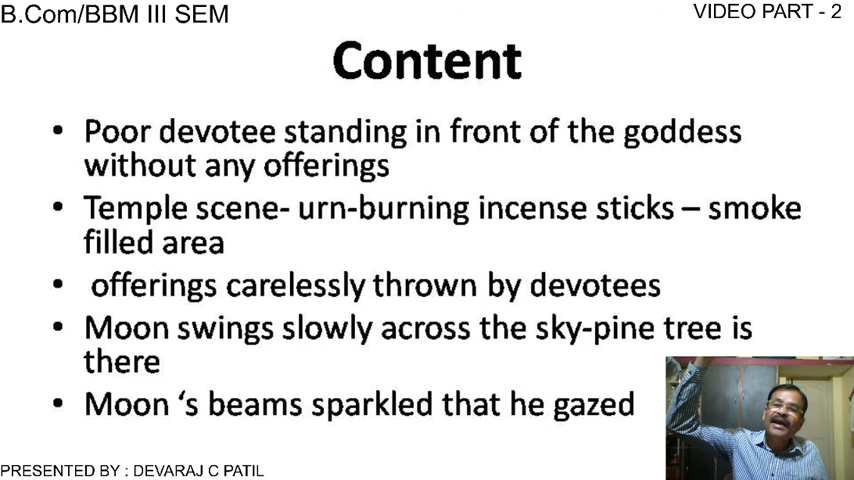 B.Com/BBM III SEM
VIDEO PART - 2
Content
• Poor devotee standing in front of the goddess
without any offerings
• Temple scene- urn-burning incense sticks – smoke
filled area
• offerings carelessly thrown by devotees
• Moon swings slowly across the sky-pine tree is
there
• Moon ‘s beams sparkled that he gazed
PRESENTED BY : DEVARAJ C PATIL